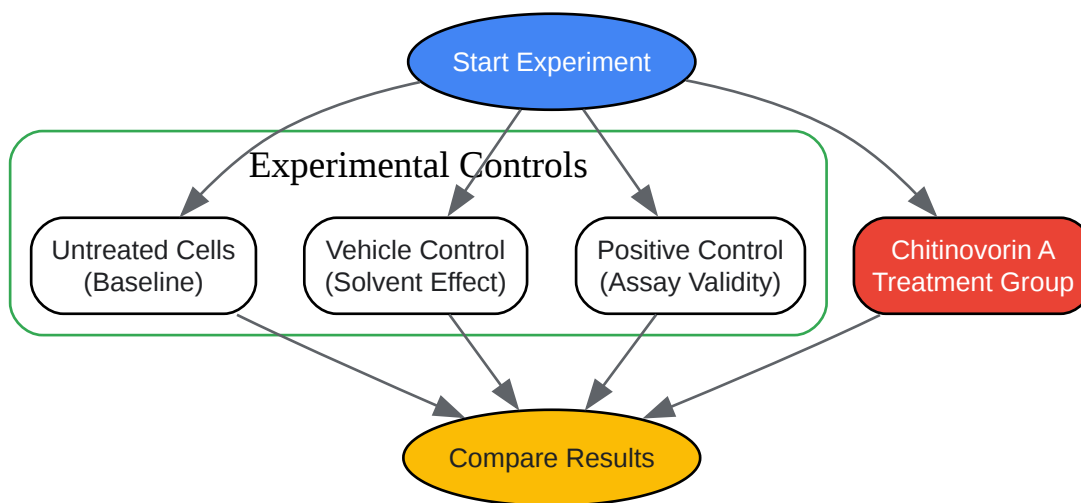 Start Experiment
Experimental Controls
Untreated Cells
(Baseline)
Vehicle Control
(Solvent Effect)
Positive Control
(Assay Validity)
Chitinovorin A
Treatment Group
Compare Results